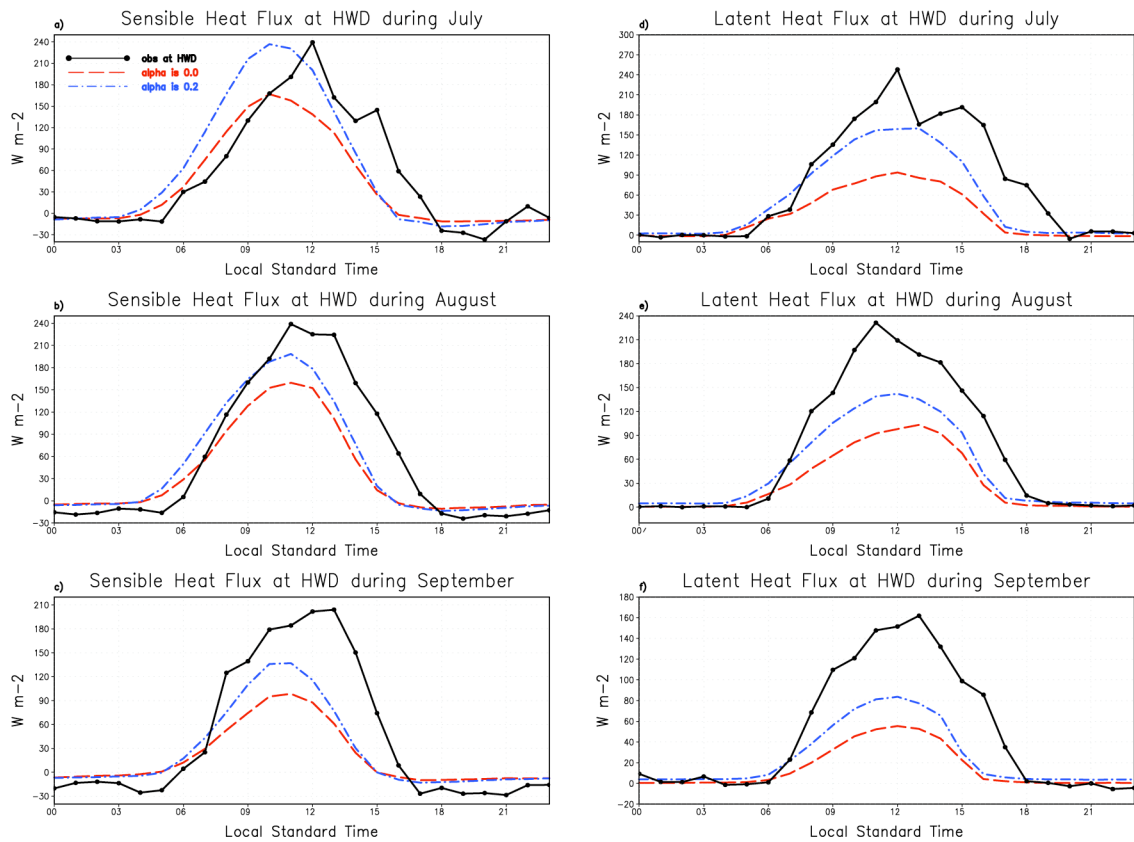 a) Sensible Heat Flux at HWD during July
240
210
180
150
120
90
60
30
0
−30
W m−2
obs at HWD
alpha is 0.0
alpha is 0.2
00 03 06 09 12 15 18 21
Local Standard Time
d) Latent Heat Flux at HWD during July
300
270
240
210
180
150
120
90
60
30
0
W m−2
00 03 06 09 12 15 18 21
Local Standard Time
b) Sensible Heat Flux at HWD during August
240
210
180
150
120
90
60
30
0
−30
W m−2
00 03 06 09 12 15 18 21
Local Standard Time
e) Latent Heat Flux at HWD during August
240
210
180
150
120
90
60
30
0
W m−2
00 03 06 09 12 15 18 21
Local Standard Time
c) Sensible Heat Flux at HWD during September
210
180
150
120
90
60
30
0
−30
W m−2
00 03 06 09 12 15 18 21
Local Standard Time
f) Latent Heat Flux at HWD during September
180
160
140
120
100
80
60
40
20
0
−20
W m−2
00 03 06 09 12 15 18 21
Local Standard Time